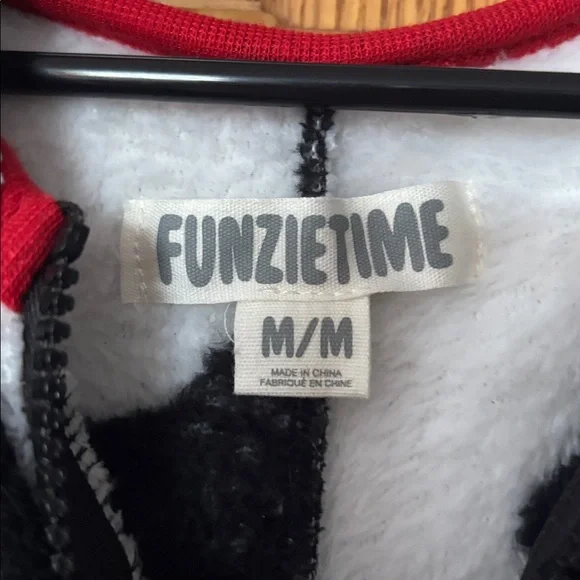 FUNZIETIME
M/M
MADE IN CHINA
FABRIQUÉ EN CHINE